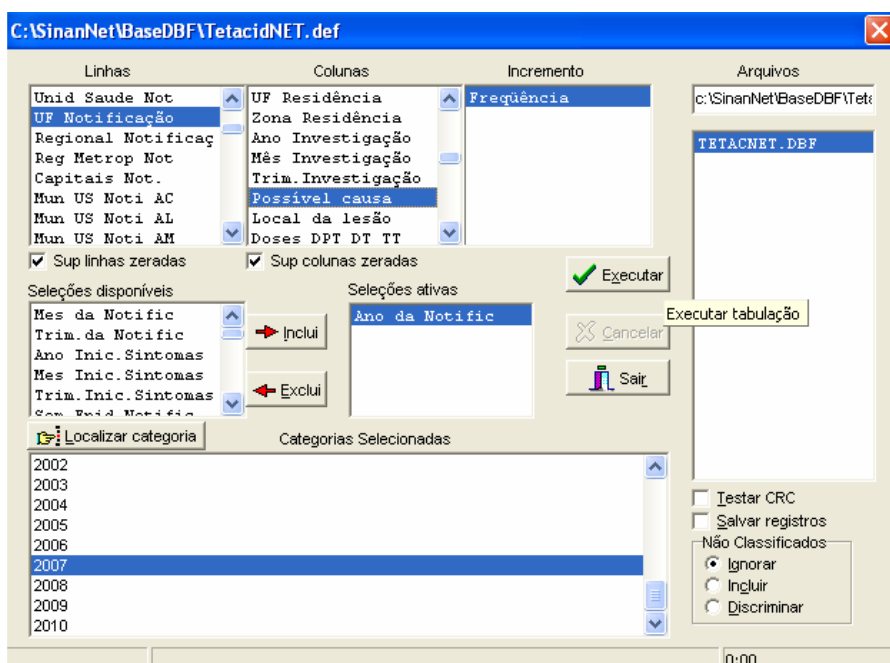 C:\SinanNet\BaseDBF\TetacidNET.def
Linhas
Unid Saude Not
UF Notificação
Regional Notificaç
Reg Metrop Not
Capitais Not.
Mun US Noti AC
Mun US Noti AL
Mun US Noti AM
Sup linhas zeradas
Colunas
UF Residência
Zona Residência
Ano Investigação
Mês Investigação
Trim.Investigação
Possível causa
Local da lesão
Doses DPT DT TT
Sup colunas zeradas
Incremento
Freqüência
Arquivos
c:\SinanNet\BaseDBF\Teta
TETACNET.DBF
Seleções disponíveis
Mes da Notific
Trim.da Notific
Ano Inic.Sintomas
Mes Inic.Sintomas
Trim.Inic.Sintomas
Sem Epid Notific
Inclui
Exclui
Seleções ativas
Ano da Notific
Executar
Executar tabulação
Cancelar
Sair
Localizar categoria
Categorias Selecionadas
2002
2003
2004
2005
2006
2007
2008
2009
2010
Testar CRC
Salvar registros
Não Classificados
Ignorar
Incluir
Discriminar
0:00